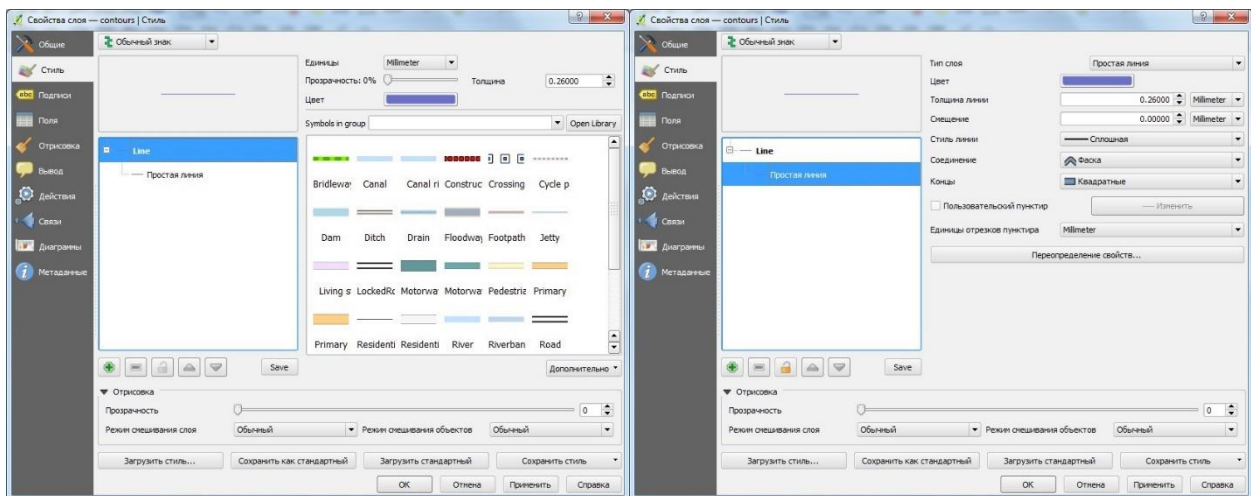 Свойства слоя — contours | Стиль
Общие
Стиль
Подписи
Поля
Отрисовка
Вывод
Действия
Связи
Диаграммы
Метаданные
Обычный знак
Единицы Millimeter
Прозрачность: 0% Толщина 0.26000
Цвет
Symbols in group Open Library
Line
Простая линия
Bridleway Canal Canal ri Construc Crossing Cycle p
Dam Ditch Drain Floodway Footpath Jetty
Living s LockedRc Motorwa Motorwa Pedestria Primary
Primary Residenti Residenti River Riverban Road
Save Дополнительно
Отрисовка
Прозрачность 0
Режим смешивания слоя Обычный Режим смешивания объектов Обычный
Загрузить стиль... Сохранить как стандартный Загрузить стандартный Сохранить стиль
OK Отмена Применить Справка
Свойства слоя — contours | Стиль
Общие
Стиль
Подписи
Поля
Отрисовка
Вывод
Действия
Связи
Диаграммы
Метаданные
Обычный знак
Line
Простая линия
Тип слоя Простая линия
Цвет
Толщина линии 0.26000 Millimeter
Смещение 0.00000 Millimeter
Стиль линии Сплошная
Соединение Фаска
Концы Квадратные
Пользовательский пунктир Изменить
Единицы отрезков пунктира Millimeter
Переопределение свойств...
Save
Отрисовка
Прозрачность 0
Режим смешивания слоя Обычный Режим смешивания объектов Обычный
Загрузить стиль... Сохранить как стандартный Загрузить стандартный Сохранить стиль
OK Отмена Применить Справка